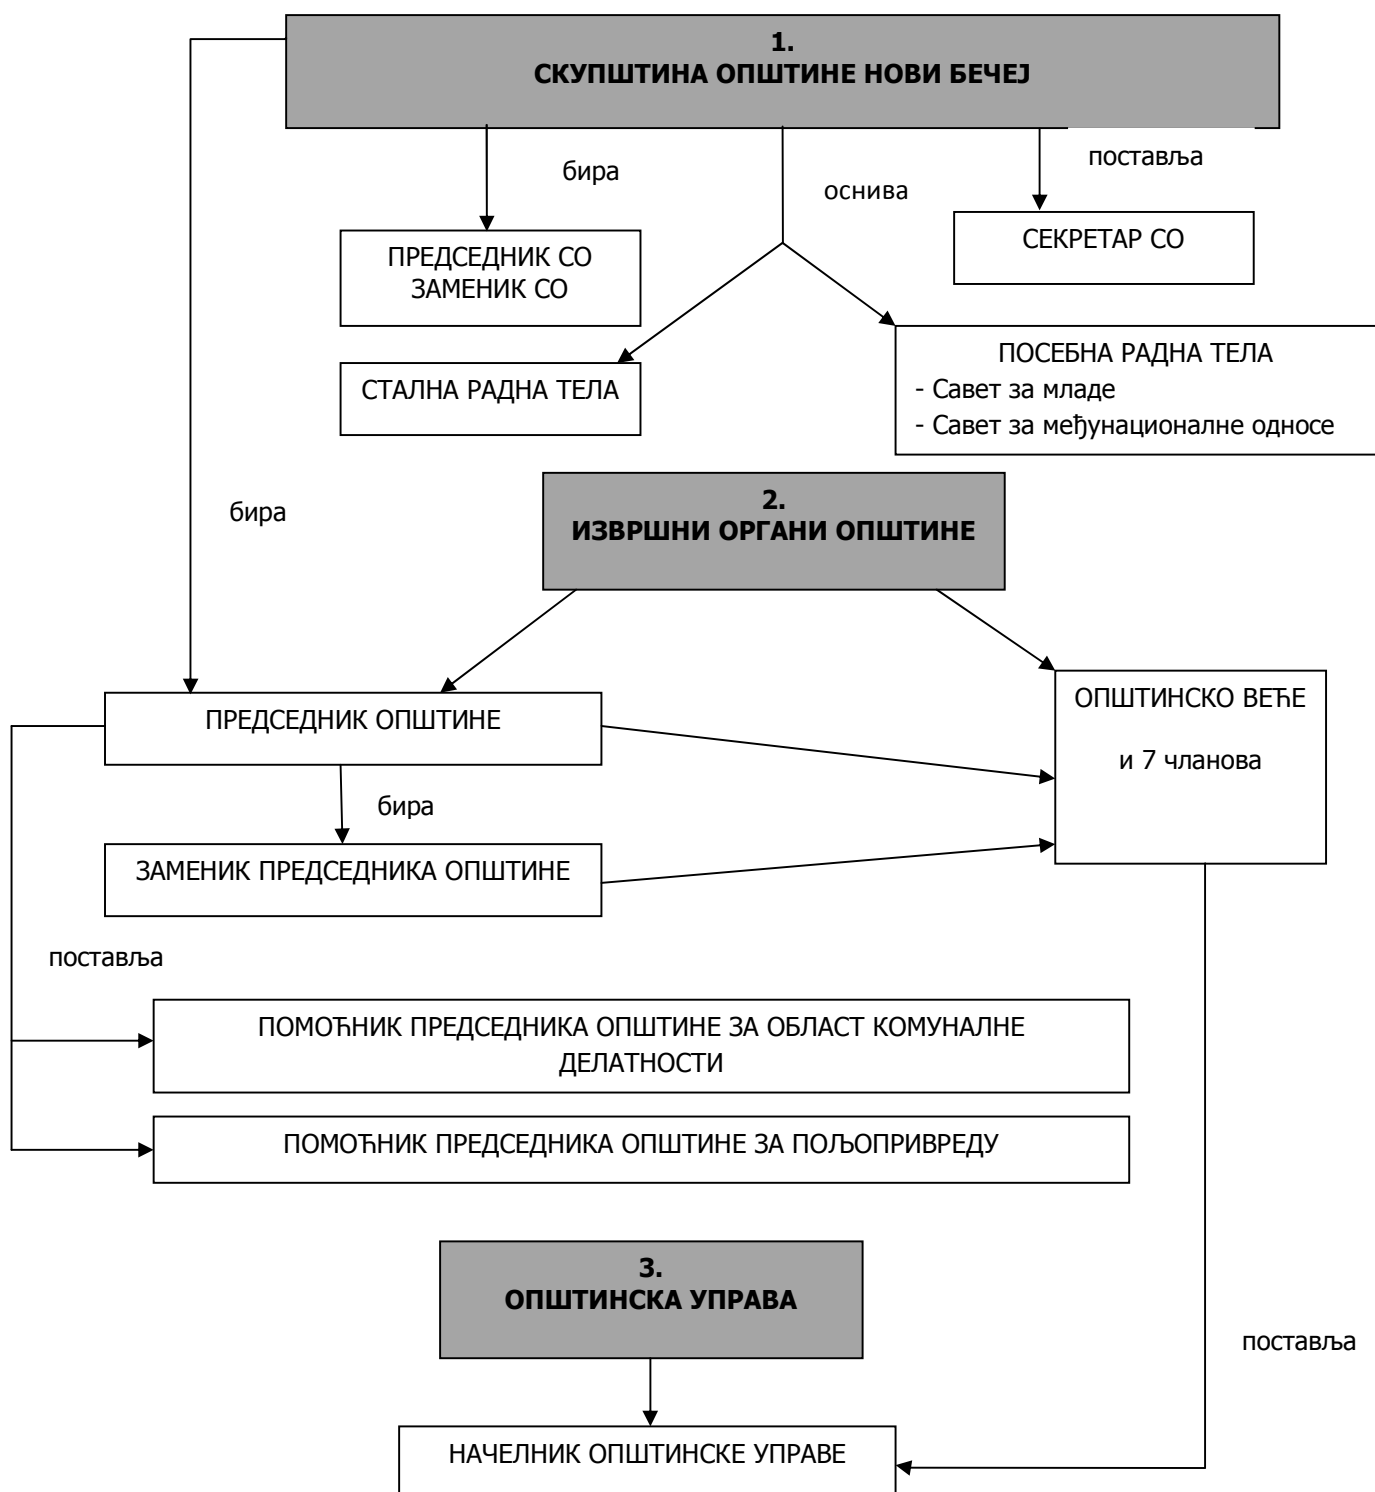 1.
СКУПШТИНА ОПШТИНЕ НОВИ БЕЧЕЈ
бира
оснива
поставља
ПРЕДСЕДНИК СО
ЗАМЕНИК СО
СЕКРЕТАР СО
СТАЛНА РАДНА ТЕЛА
ПОСЕБНА РАДНА ТЕЛА
- Савет за младе
- Савет за међунационалне односе
бира
2.
ИЗВРШНИ ОРГАНИ ОПШТИНЕ
ПРЕДСЕДНИК ОПШТИНЕ
ОПШТИНСКО ВЕЋЕ
и 7 чланова
бира
ЗАМЕНИК ПРЕДСЕДНИКА ОПШТИНЕ
поставља
ПОМОЋНИК ПРЕДСЕДНИКА ОПШТИНЕ ЗА ОБЛАСТ КОМУНАЛНЕ
ДЕЛАТНОСТИ
ПОМОЋНИК ПРЕДСЕДНИКА ОПШТИНЕ ЗА ПОЉОПРИВРЕДУ
3.
ОПШТИНСКА УПРАВА
поставља
НАЧЕЛНИК ОПШТИНСКЕ УПРАВЕ